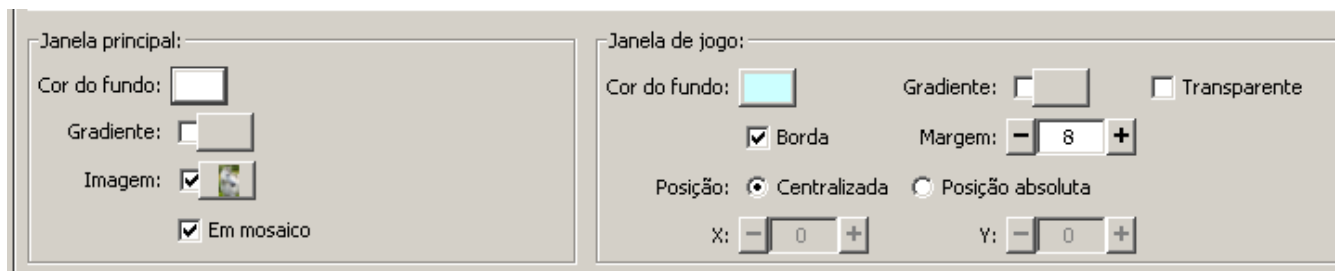 Janela principal:
Cor do fundo:
Gradiente:
Imagem:
Em mosaico
Janela de jogo:
Cor do fundo: Gradiente: Transparente
Borda Margem: 8
Posição: Centralizada Posição absoluta
X: 0 Y: 0